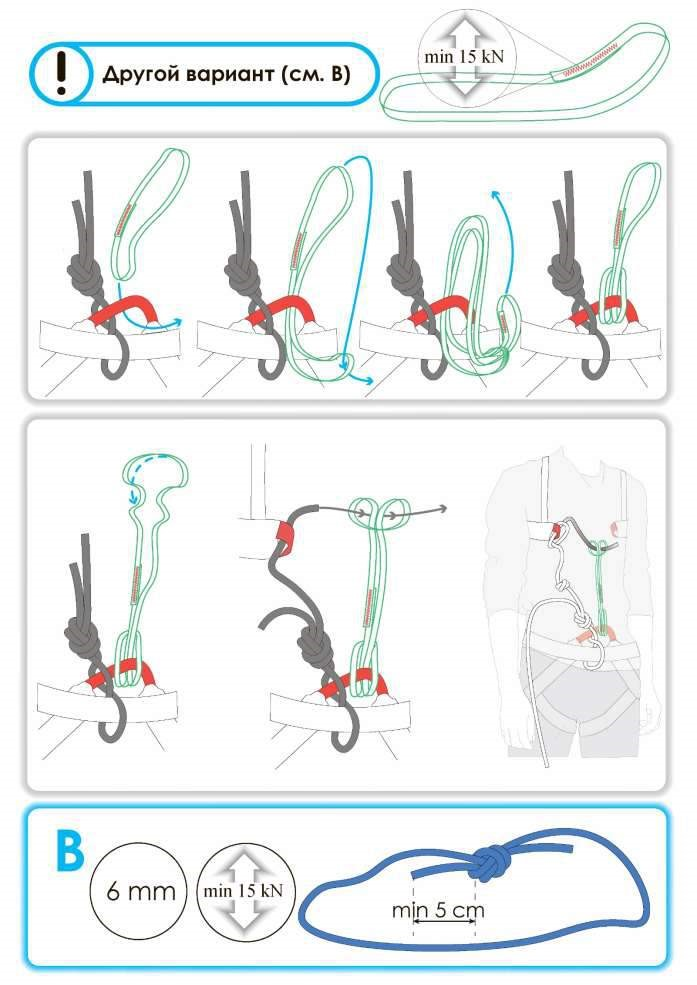 min 15 kN
! Другой вариант (см. В)
B
6 mm
min 15 kN
min 5 cm